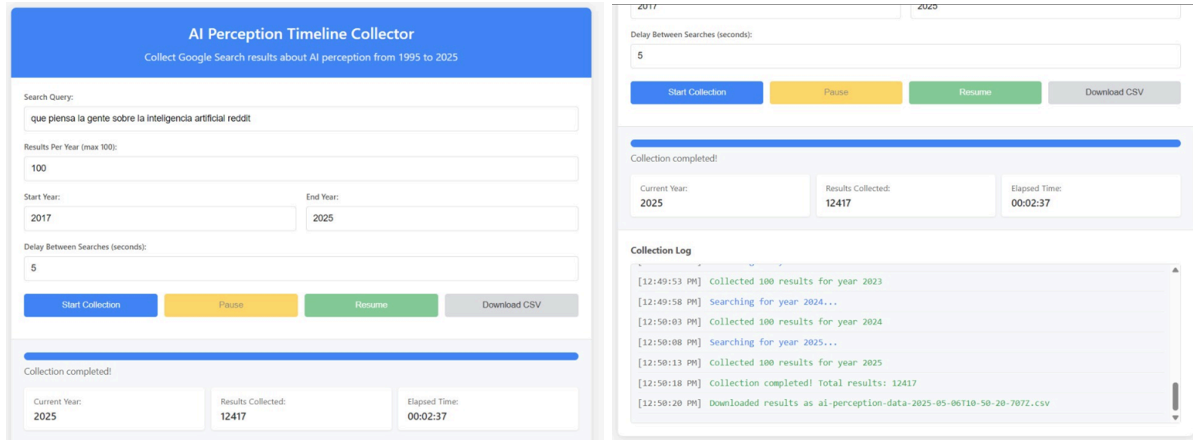 AI Perception Timeline Collector
Collect Google Search results about AI perception from 1995 to 2025
Search Query:
que piensa la gente sobre la inteligencia artificial reddit
Results Per Year (max 100):
100
Start Year: End Year:
2017 2025
Delay Between Searches (seconds):
5
Start Collection Pause Resume Download CSV
Collection completed!
Current Year: Results Collected: Elapsed Time:
2025 12417 00:02:37
2017 2025
Delay Between Searches (seconds):
5
Start Collection Pause Resume Download CSV
Collection completed!
Current Year: Results Collected: Elapsed Time:
2025 12417 00:02:37
Collection Log
[12:49:53 PM] Collected 100 results for year 2023
[12:49:58 PM] Searching for year 2024...
[12:50:03 PM] Collected 100 results for year 2024
[12:50:08 PM] Searching for year 2025...
[12:50:13 PM] Collected 100 results for year 2025
[12:50:18 PM] Collection completed! Total results: 12417
[12:50:20 PM] Downloaded results as ai-perception-data-2025-05-06T10-50-20-707Z.csv